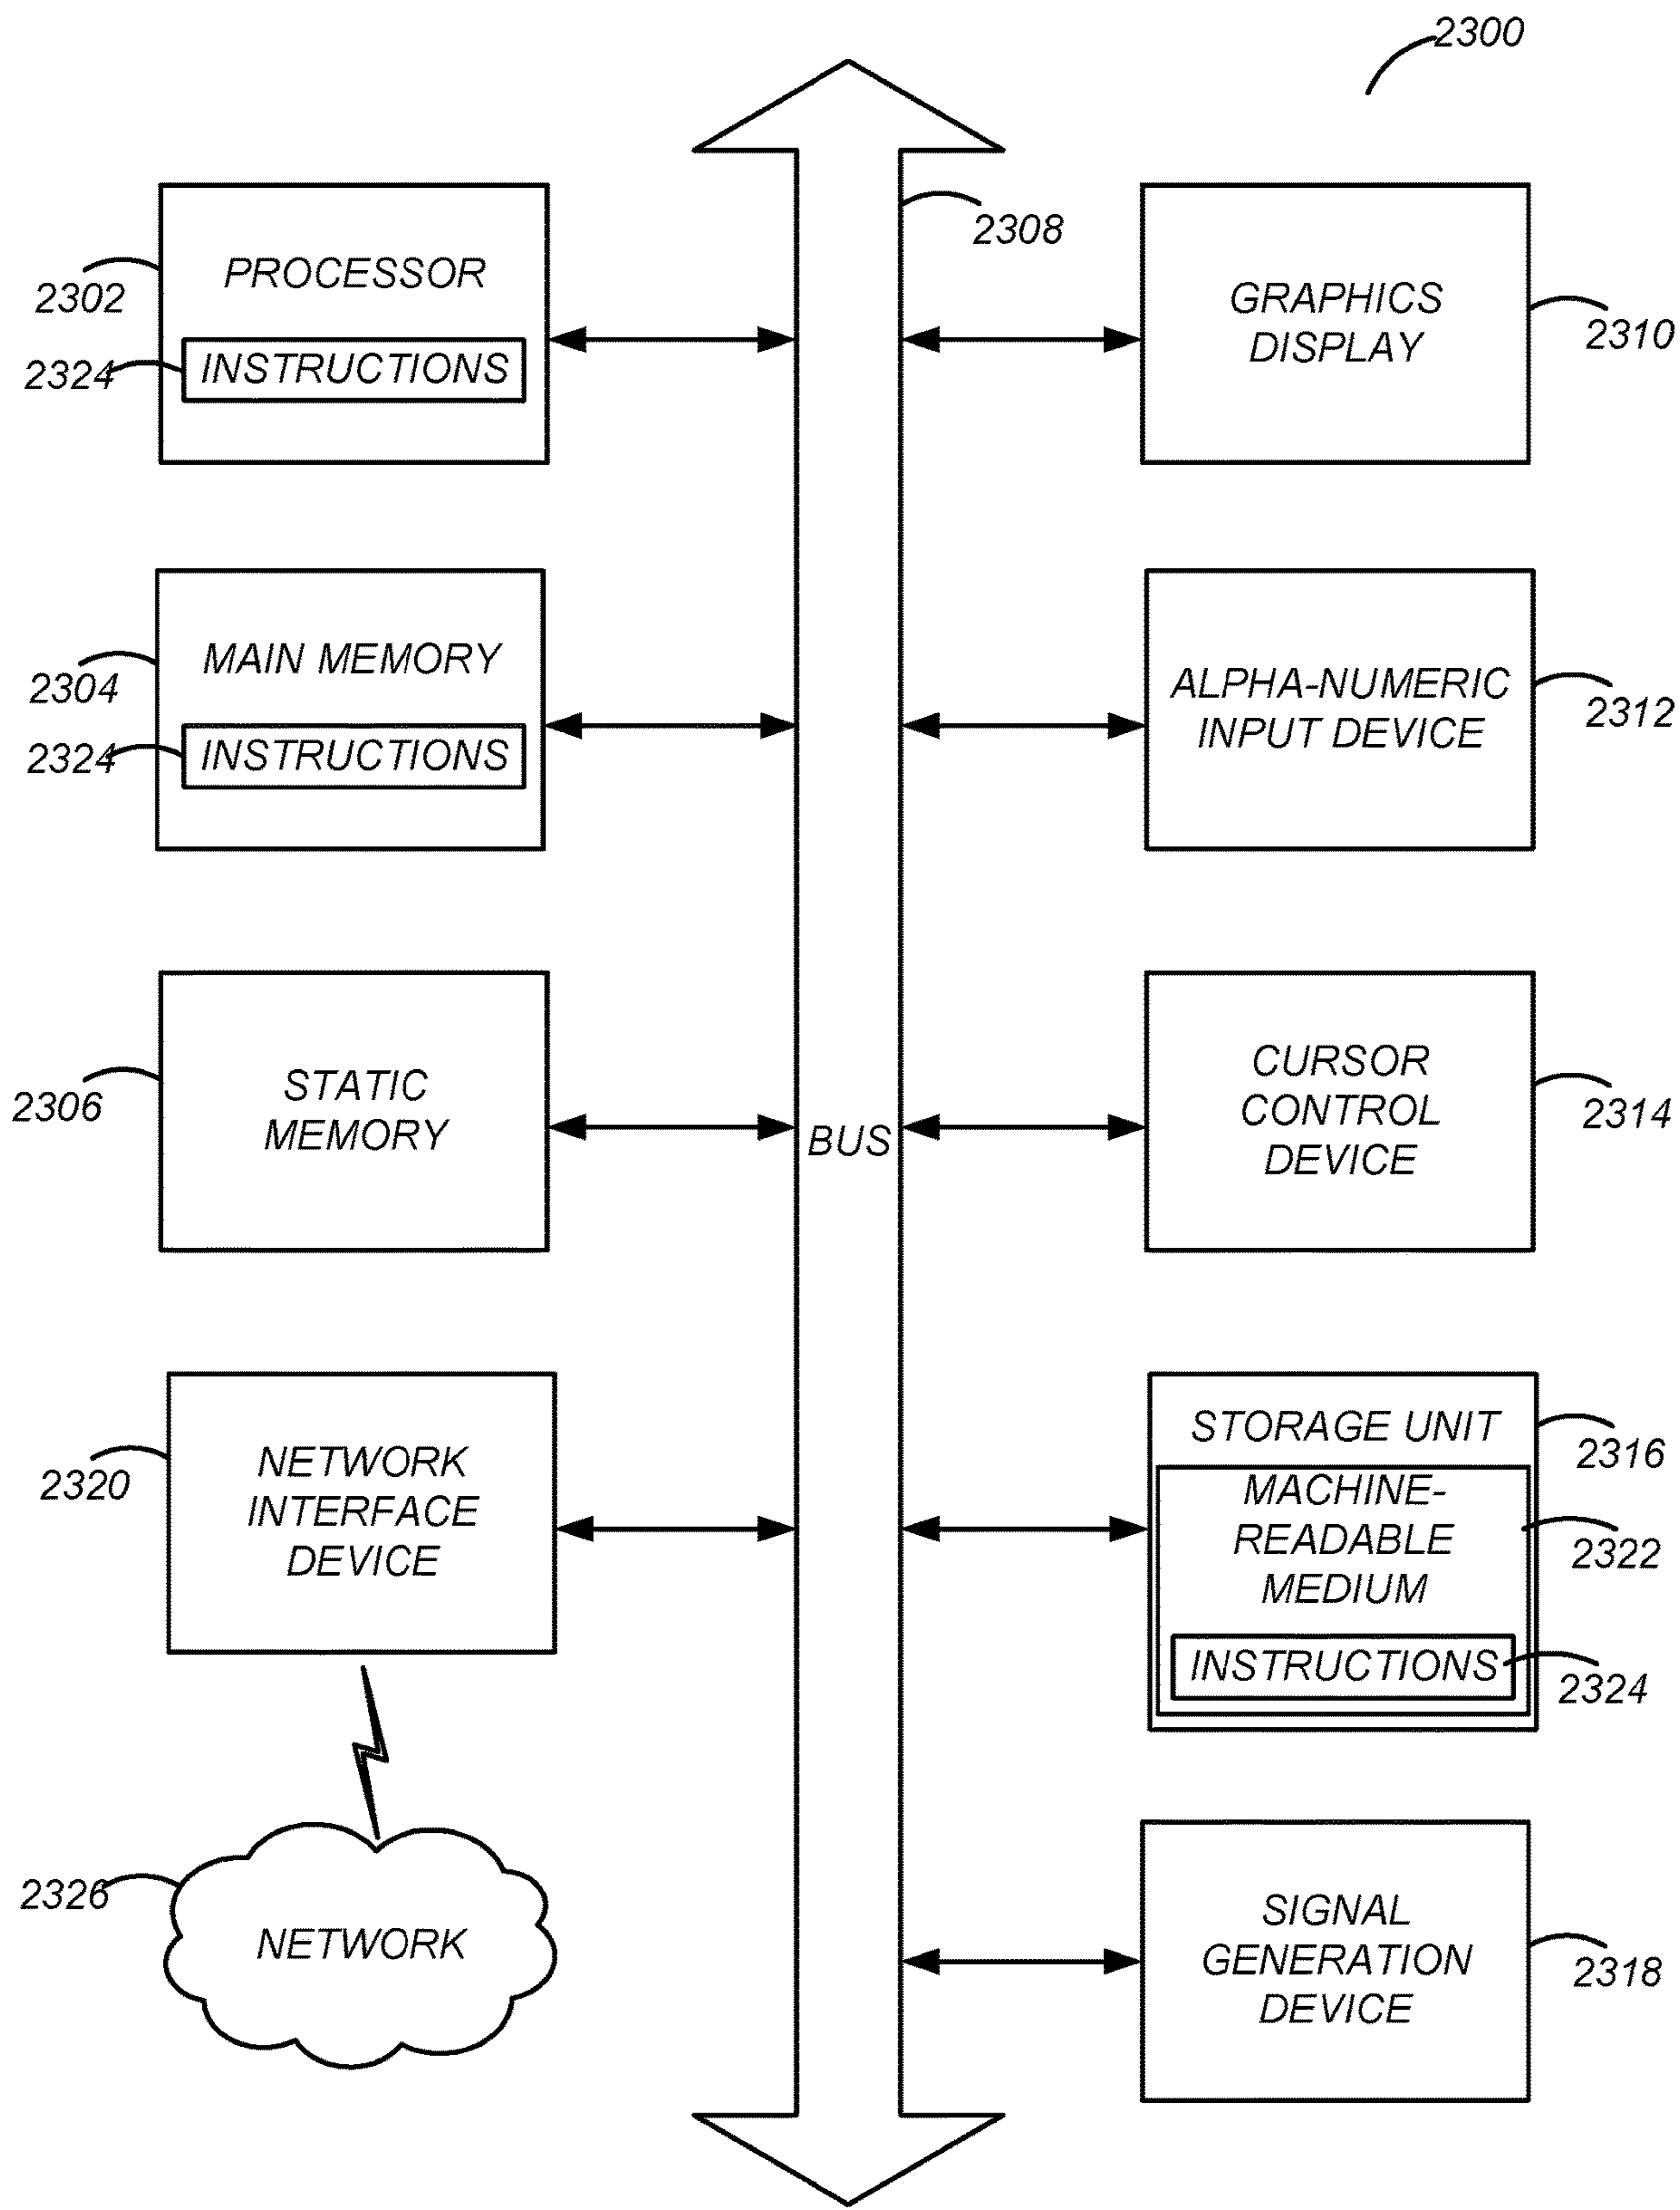 2300
2308
PROCESSOR
2302
INSTRUCTIONS
2324
GRAPHICS
DISPLAY
2310
MAIN MEMORY
2304
INSTRUCTIONS
2324
ALPHA-NUMERIC
INPUT DEVICE
2312
STATIC
MEMORY
2306
BUS
CURSOR
CONTROL
DEVICE
2314
NETWORK
INTERFACE
DEVICE
2320
STORAGE UNIT
2316
MACHINE-
READABLE
MEDIUM
2322
INSTRUCTIONS
2324
2326
NETWORK
SIGNAL
GENERATION
DEVICE
2318